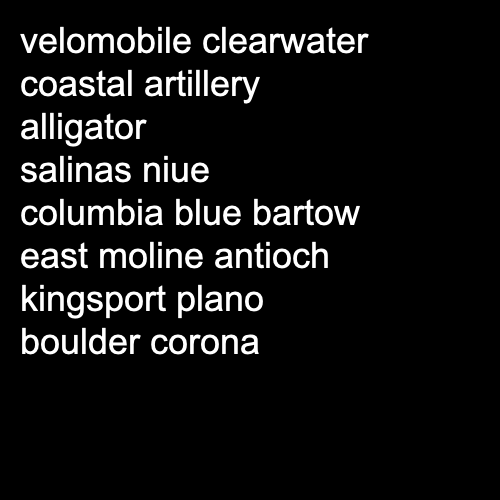 velomobile clearwater
coastal artillery
alligator
salinas niue
columbia blue bartow
east moline antioch
kingsport plano
boulder corona